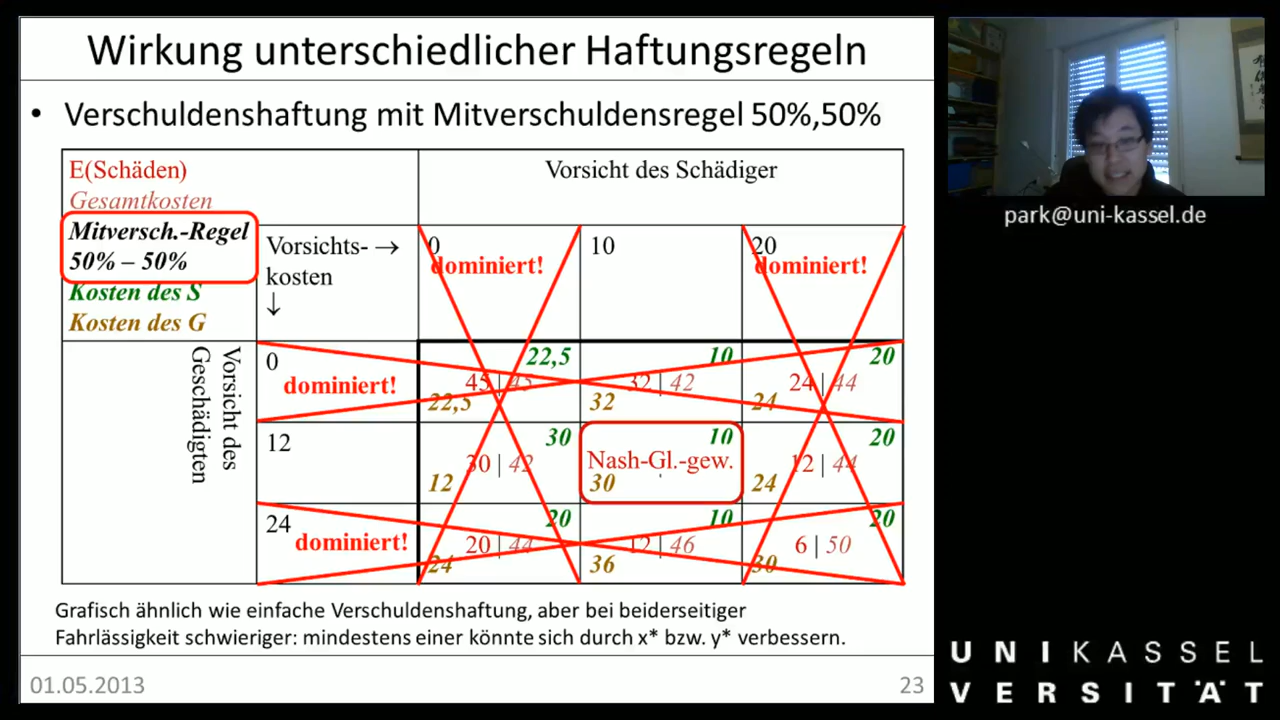 Wirkung unterschiedlicher Haftungsregeln
• Verschuldenshaftung mit Mitverschuldensregel 50%,50%
E(Schäden)
Gesamtkosten
Mitversch.-Regel
50% – 50%
Kosten des S
Kosten des G
Vorsicht des Schädiger
Vorsichts- →
kosten
↓
0
dominiert!
10
20
dominiert!
Vorsicht des
Geschädigten
0
dominiert!
22,5
45 | 45
22,5
10
32 | 42
32
20
24 | 44
24
12
30
30 | 42
12
10
Nash-Gl.-gew.
30
20
12 | 44
24
24
dominiert!
20
20 | 44
24
10
12 | 46
36
20
6 | 50
30
Grafisch ähnlich wie einfache Verschuldenshaftung, aber bei beiderseitiger
Fahrlässigkeit schwieriger: mindestens einer könnte sich durch x* bzw. y* verbessern.
01.05.2013
23
park@uni-kassel.de
UNIKASSEL
VERSITÄT